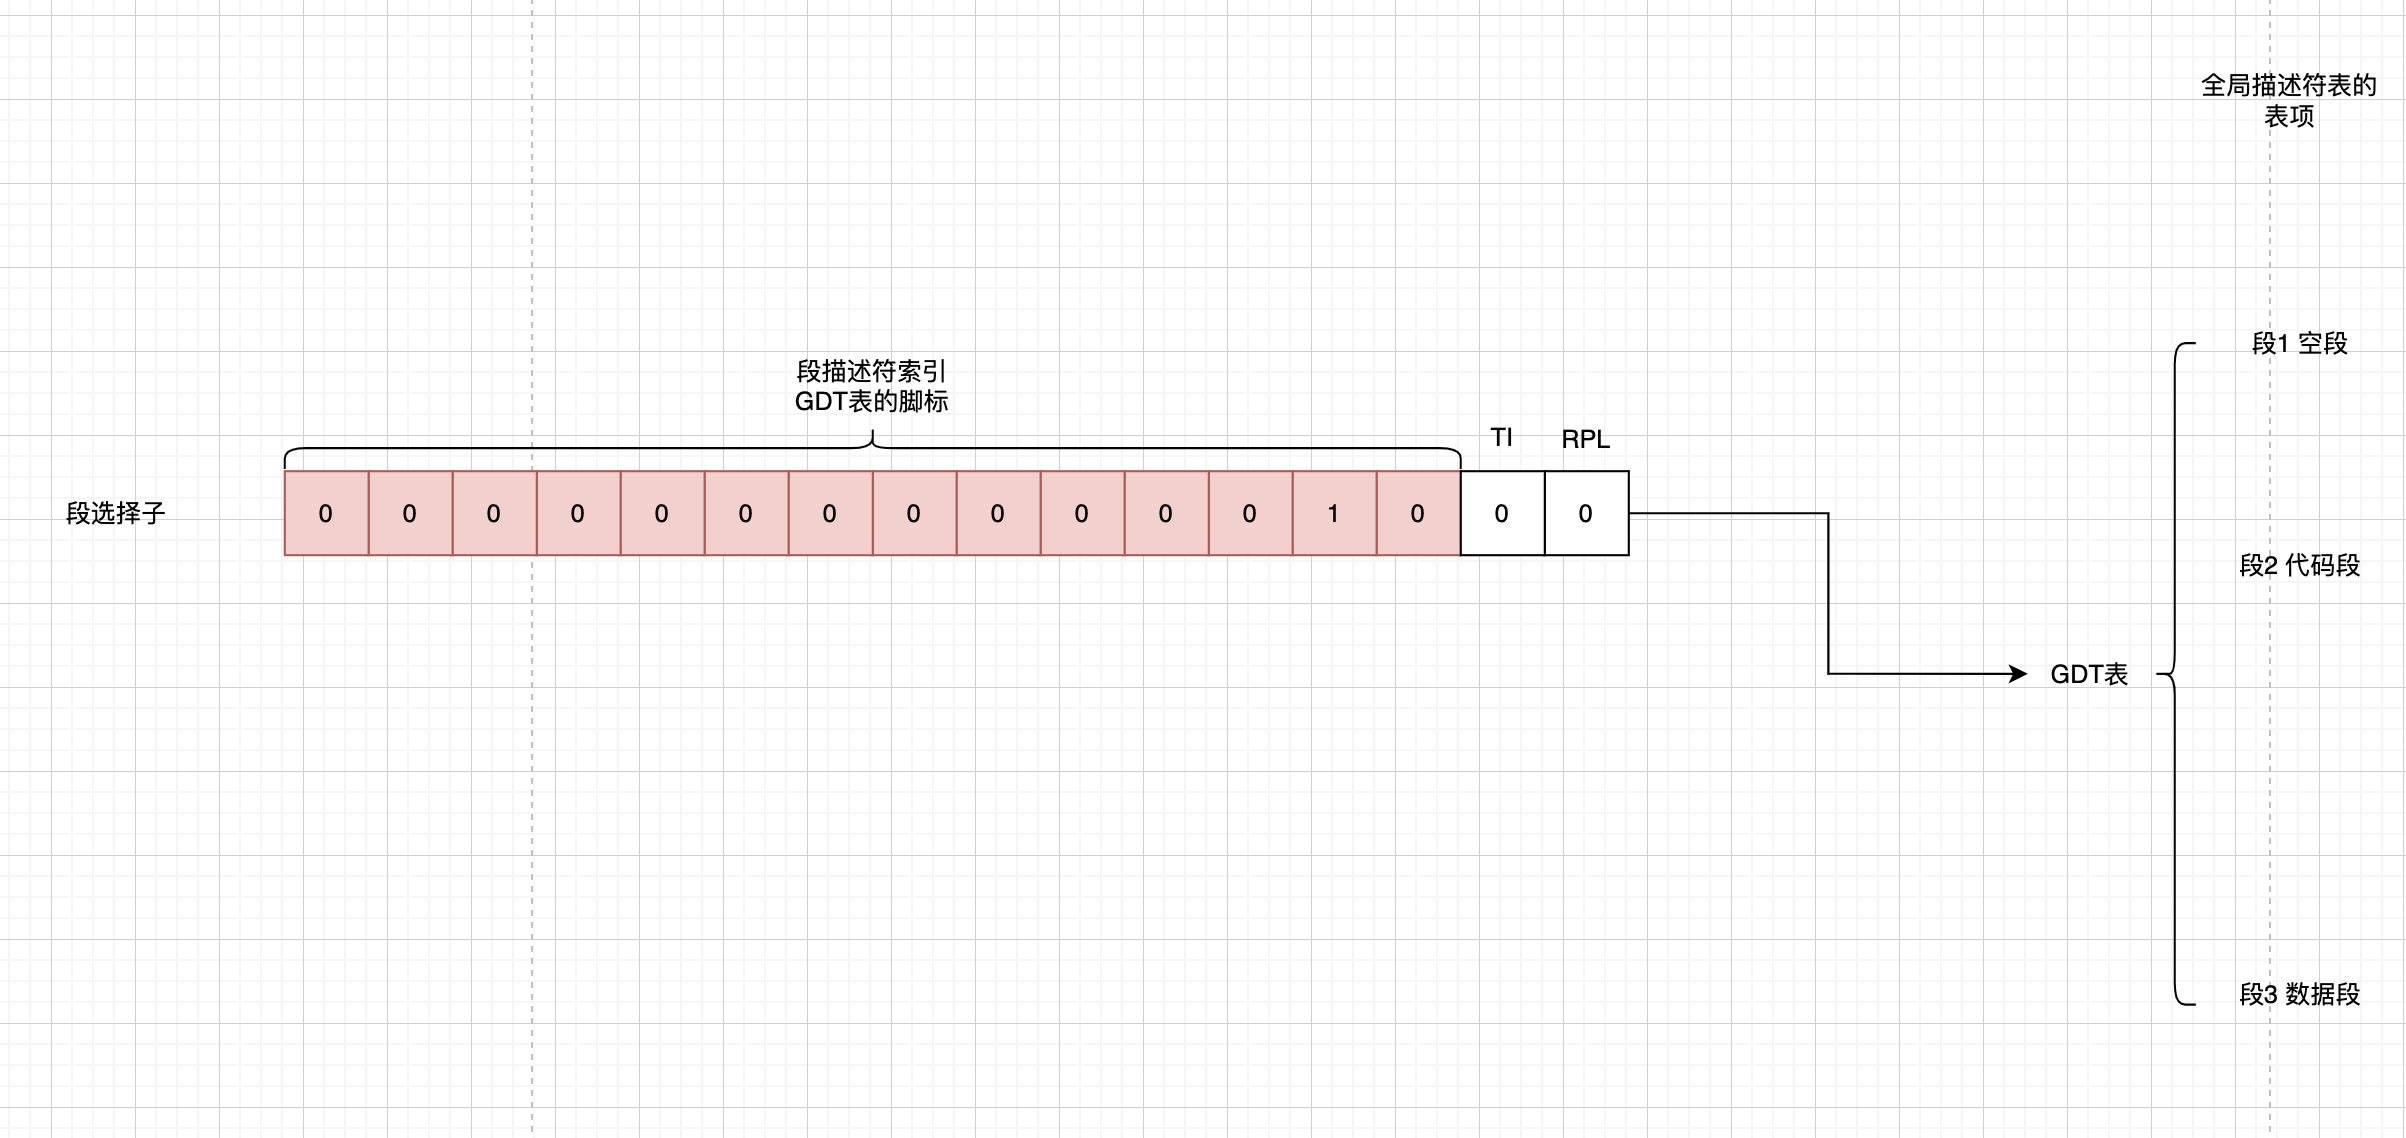 全局描述符表的
表项
段1 空段
段描述符索引
GDT表的脚标
TI
RPL
段选择子
0 0 0 0 0 0 0 0 0 0 0 0 1 0 0 0
段2 代码段
GDT表
段3 数据段